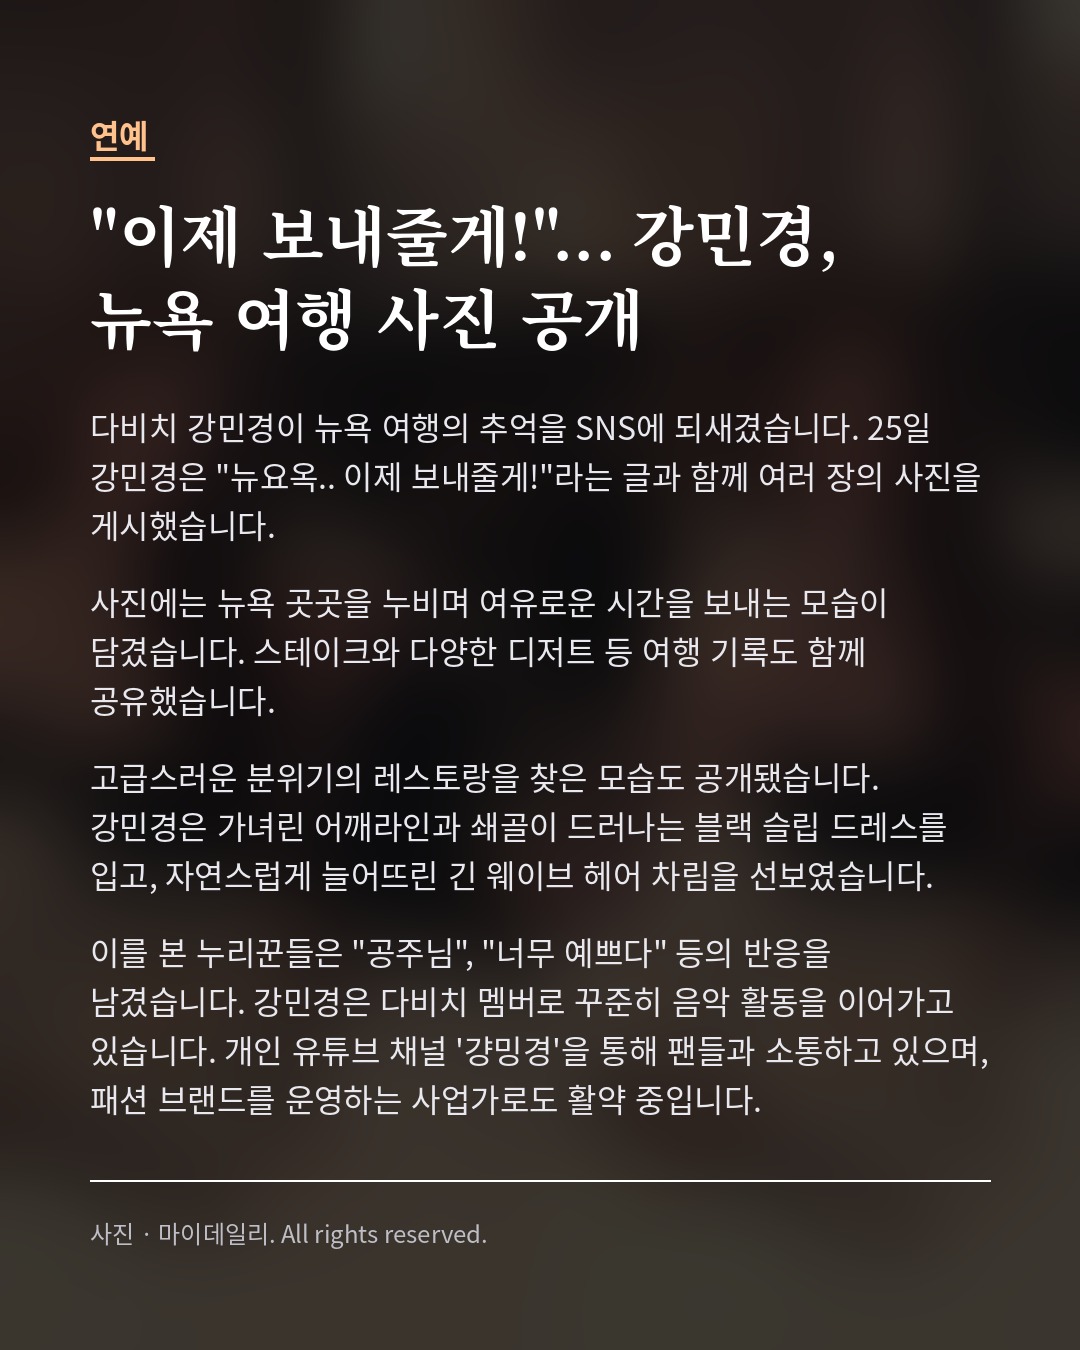 연예
"이제 보내줄게!"... 강민경,
뉴욕 여행 사진 공개
다비치 강민경이 뉴욕 여행의 추억을 SNS에 되새겼습니다. 25일
강민경은 "뉴요옥.. 이제 보내줄게!"라는 글과 함께 여러 장의 사진을
게시했습니다.
사진에는 뉴욕 곳곳을 누비며 여유로운 시간을 보내는 모습이
담겼습니다. 스테이크와 다양한 디저트 등 여행 기록도 함께
공유했습니다.
고급스러운 분위기의 레스토랑을 찾은 모습도 공개됐습니다.
강민경은 가녀린 어깨라인과 쇄골이 드러나는 블랙 슬립 드레스를
입고, 자연스럽게 늘어뜨린 긴 웨이브 헤어 차림을 선보였습니다.
이를 본 누리꾼들은 "공주님", "너무 예쁘다" 등의 반응을
남겼습니다. 강민경은 다비치 멤버로 꾸준히 음악 활동을 이어가고
있습니다. 개인 유튜브 채널 '걍밍경'을 통해 팬들과 소통하고 있으며,
패션 브랜드를 운영하는 사업가로도 활약 중입니다.
사진 · 마이데일리. All rights reserved.